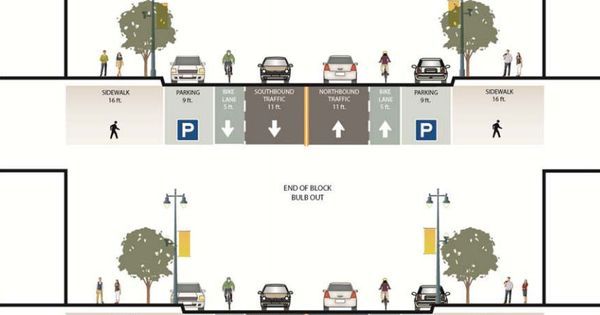 SIDEWALK
16 ft.
PARKING
9 ft.
BIKE
LANE
5 ft.
SOUTHBOUND
TRAFFIC
11 ft.
NORTHBOUND
TRAFFIC
11 ft.
BIKE
LANE
5 ft.
PARKING
9 ft.
SIDEWALK
16 ft.
P
P
END OF BLOCK
BULB OUT